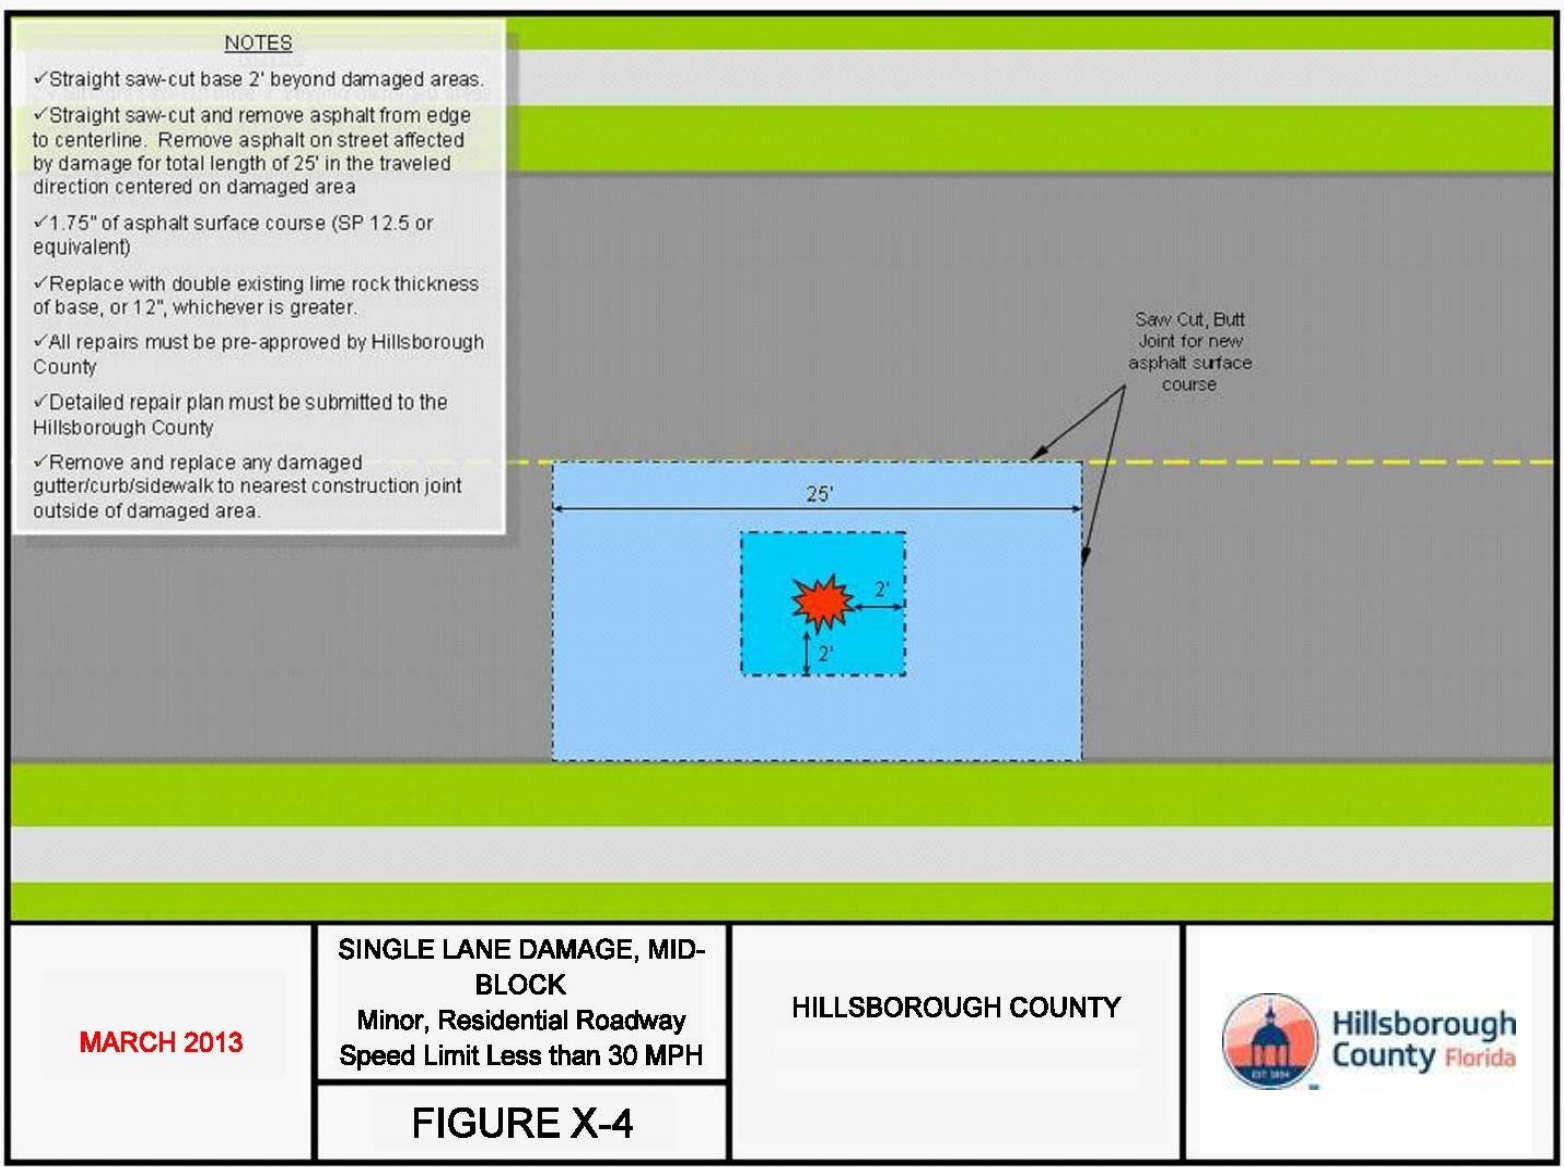 NOTES
✓Straight saw-cut base 2' beyond damaged areas.
✓Straight saw-cut and remove asphalt from edge
to centerline. Remove asphalt on street affected
by damage for total length of 25' in the traveled
direction centered on damaged area
✓1.75" of asphalt surface course (SP 12.5 or
equivalent)
✓Replace with double existing lime rock thickness
of base, or 12", whichever is greater.
✓All repairs must be pre-approved by Hillsborough
County
✓Detailed repair plan must be submitted to the
Hillsborough County
✓Remove and replace any damaged
gutter/curb/sidewalk to nearest construction joint
outside of damaged area.
Saw Cut, Butt
Joint for new
asphalt surface
course
25'
2'
2'
MARCH 2013
SINGLE LANE DAMAGE, MID-
BLOCK
Minor, Residential Roadway
Speed Limit Less than 30 MPH
FIGURE X-4
HILLSBOROUGH COUNTY
EST. 1834
Hillsborough
County Florida